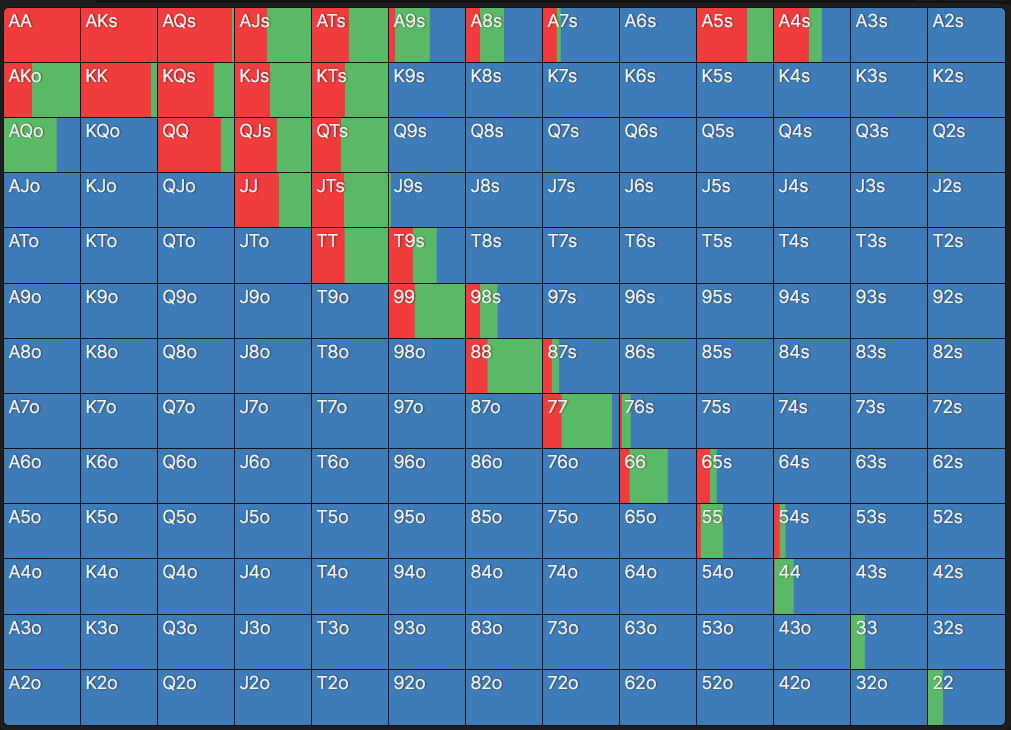 AA AKs AQs AJs ATs A9s A8s A7s A6s A5s A4s A3s A2s
AKo KK KQs KJs KTs K9s K8s K7s K6s K5s K4s K3s K2s
AQo KQo QQ QJs QTs Q9s Q8s Q7s Q6s Q5s Q4s Q3s Q2s
AJo KJo QJo JJ JTs J9s J8s J7s J6s J5s J4s J3s J2s
ATo KTo QTo JTo TT T9s T8s T7s T6s T5s T4s T3s T2s
A9o K9o Q9o J9o T9o 99 98s 97s 96s 95s 94s 93s 92s
A8o K8o Q8o J8o T8o 98o 88 87s 86s 85s 84s 83s 82s
A7o K7o Q7o J7o T7o 97o 87o 77 76s 75s 74s 73s 72s
A6o K6o Q6o J6o T6o 96o 86o 76o 66 65s 64s 63s 62s
A5o K5o Q5o J5o T5o 95o 85o 75o 65o 55 54s 53s 52s
A4o K4o Q4o J4o T4o 94o 84o 74o 64o 54o 44 43s 42s
A3o K3o Q3o J3o T3o 93o 83o 73o 63o 53o 43o 33 32s
A2o K2o Q2o J2o T2o 92o 82o 72o 62o 52o 42o 32o 22